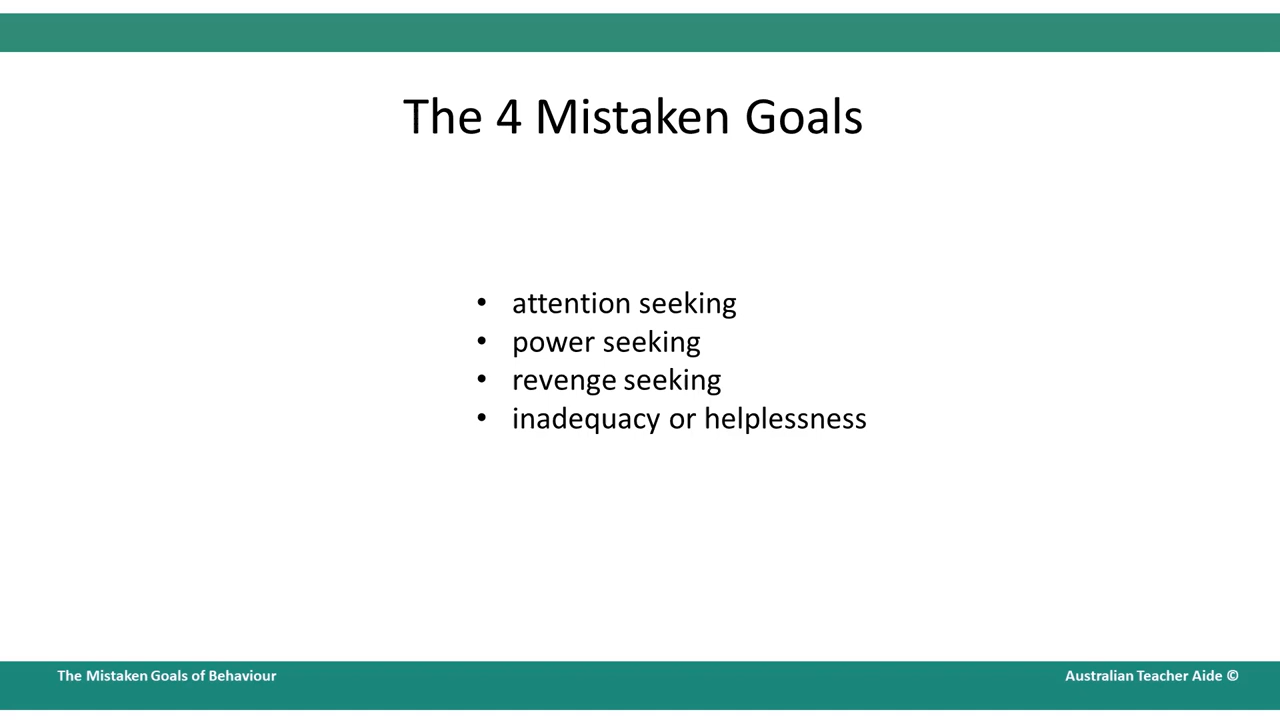 The 4 Mistaken Goals
• attention seeking
• power seeking
• revenge seeking
• inadequacy or helplessness
The Mistaken Goals of Behaviour
Australian Teacher Aide ©